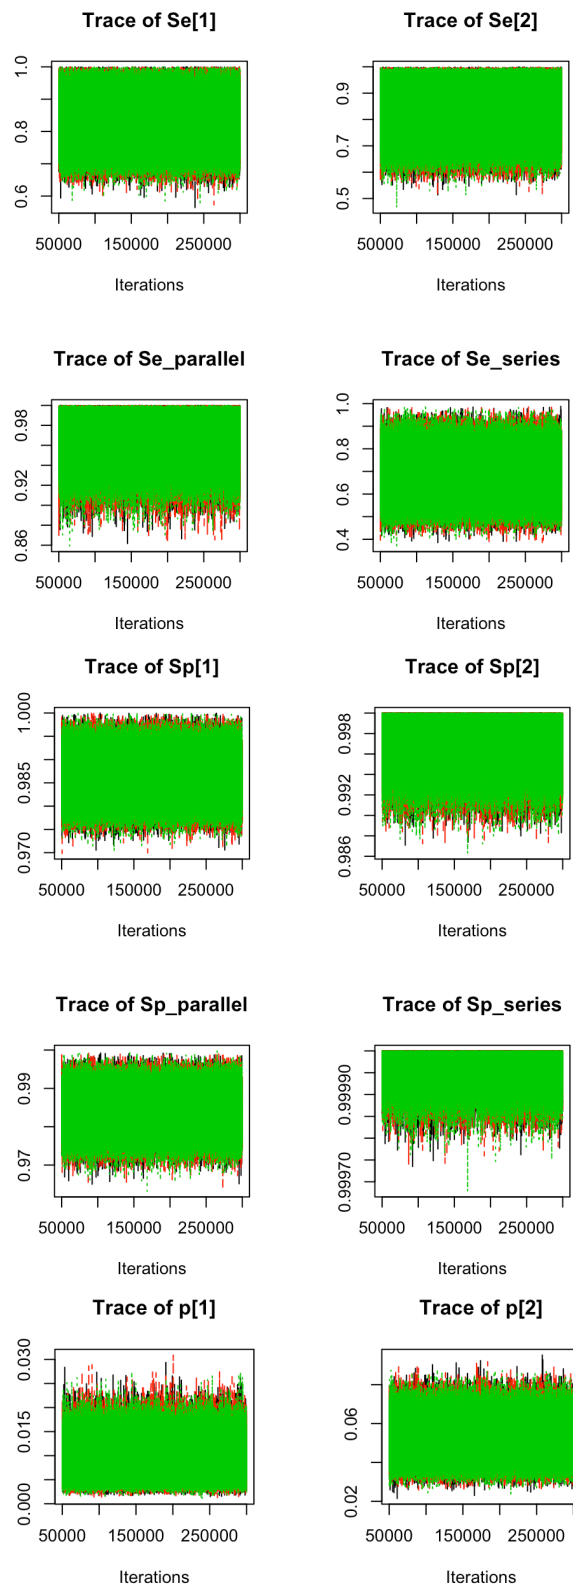 Trace of Se[1] Trace of Se[2]
1.0
0.8
0.6
0.9
0.7
0.5
50000 150000 250000 50000 150000 250000
Iterations Iterations
Trace of Se_parallel Trace of Se_series
0.98
0.92
0.86
1.0
0.8
0.6
0.4
50000 150000 250000 50000 150000 250000
Iterations Iterations
Trace of Sp[1] Trace of Sp[2]
1.000
0.985
0.970
0.998
0.992
0.986
50000 150000 250000 50000 150000 250000
Iterations Iterations
Trace of Sp_parallel Trace of Sp_series
0.99
0.97
0.99990
0.99970
50000 150000 250000 50000 150000 250000
Iterations Iterations
Trace of p[1] Trace of p[2]
0.030
0.015
0.000
0.06
0.02
50000 150000 250000 50000 150000 250000
Iterations Iterations